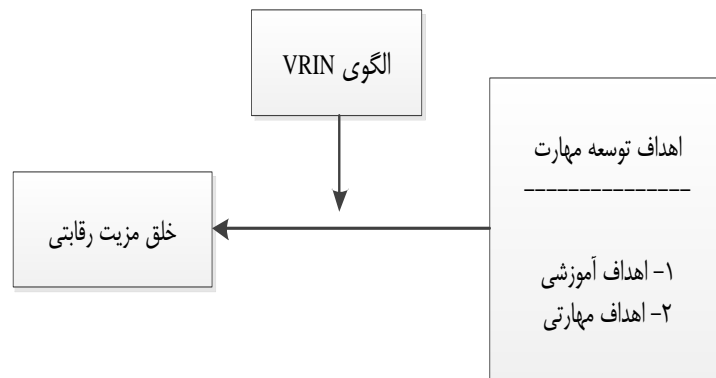 الگوی VRIN
اهداف توسعه مهارت
---------------
۱- اهداف آموزشی
۲- اهداف مهارتی
خلق مزیت رقابتی